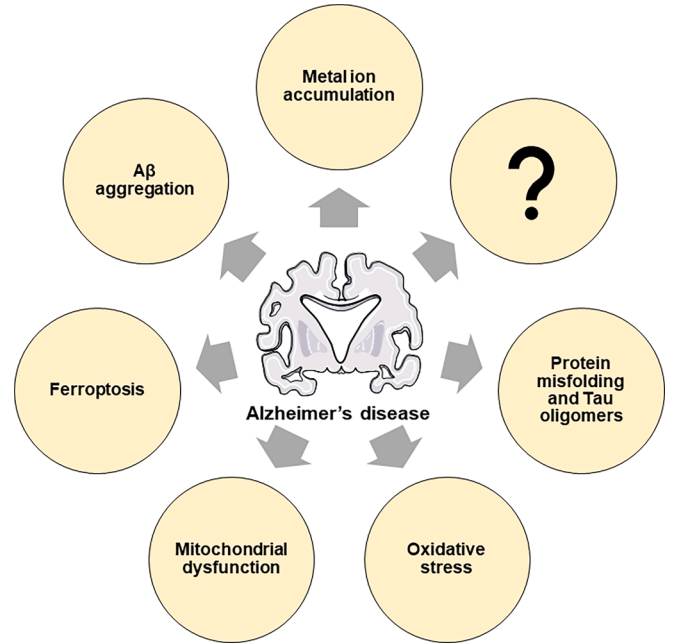 Metal ion
accumulation
?
Aβ
aggregation
Protein
misfolding
and Tau
oligomers
Ferroptosis
Alzheimer's disease
Mitochondrial
dysfunction
Oxidative
stress